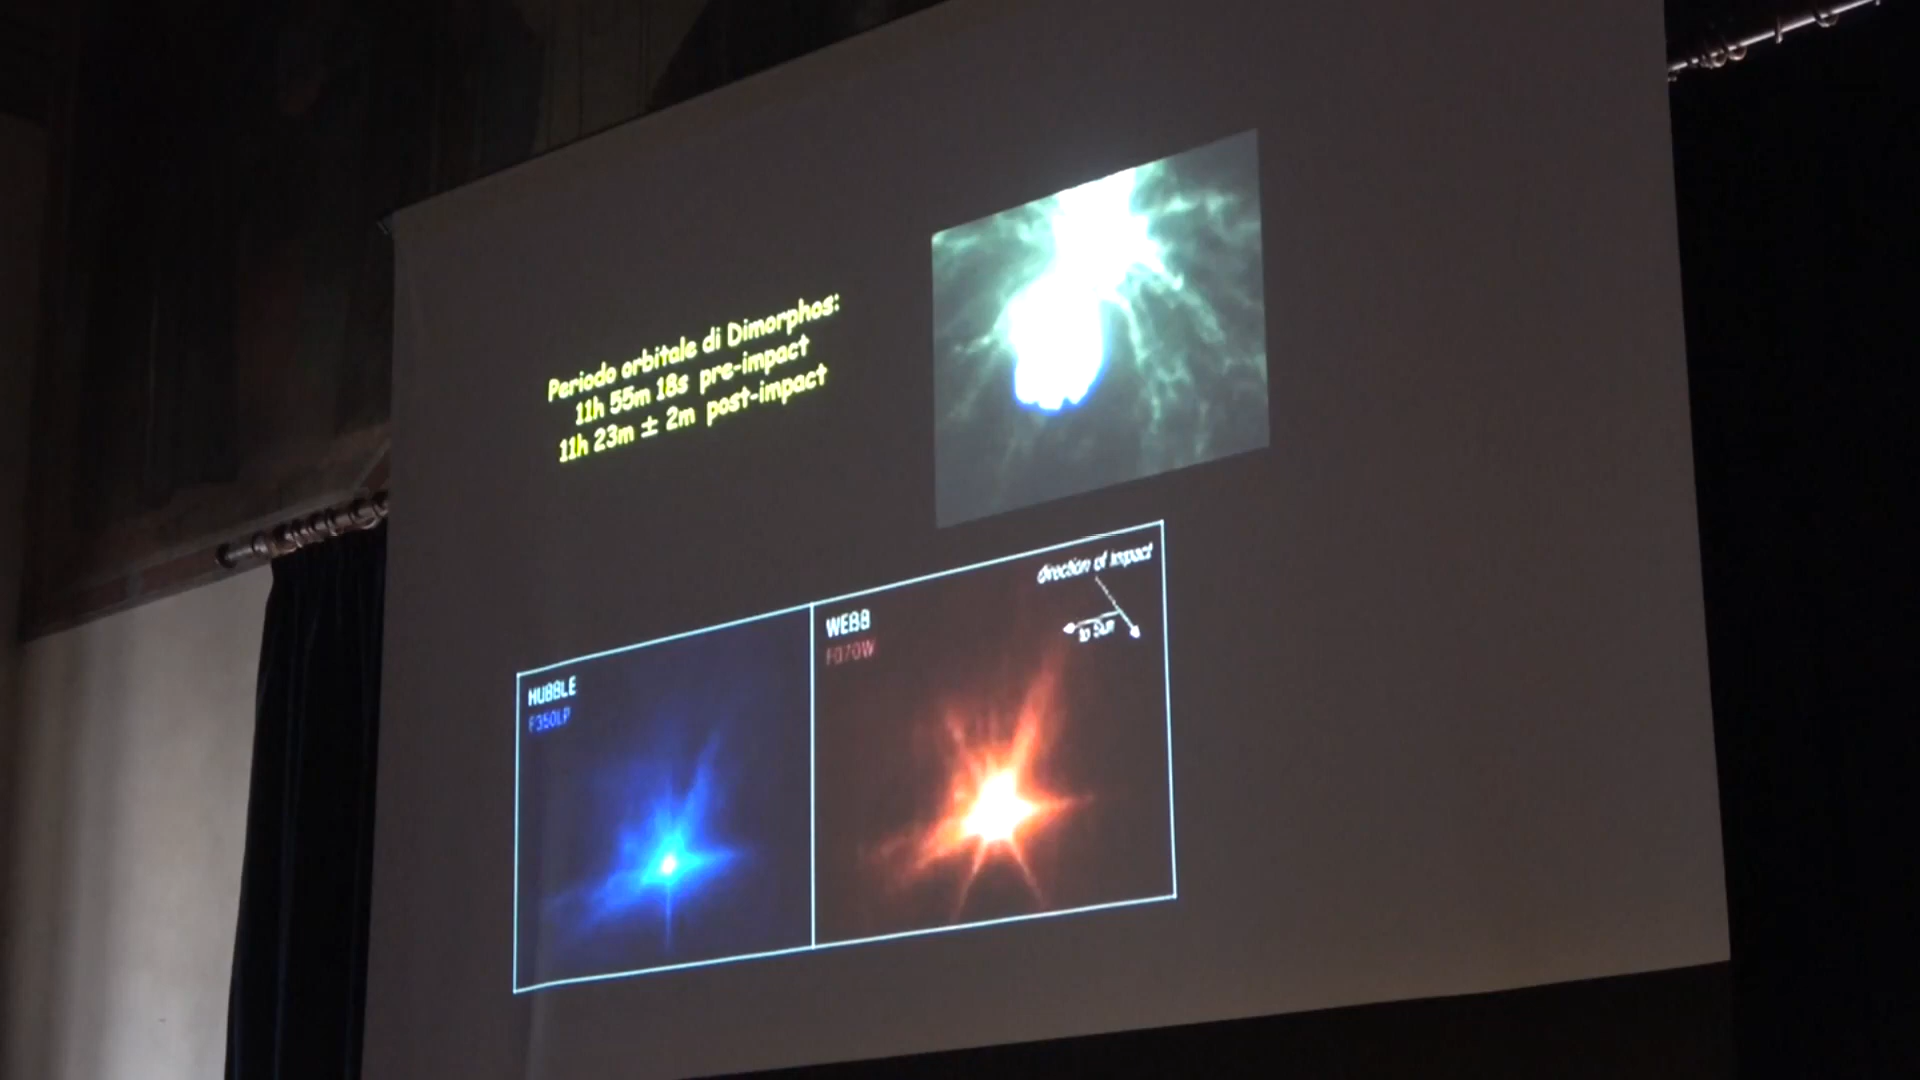 Periodo orbitale di Dimorphos:
11h 55m 18s pre-impact
11h 23m ± 2m post-impact
direction of impact
to Sun
WEBB
F070W
HUBBLE
F350LP